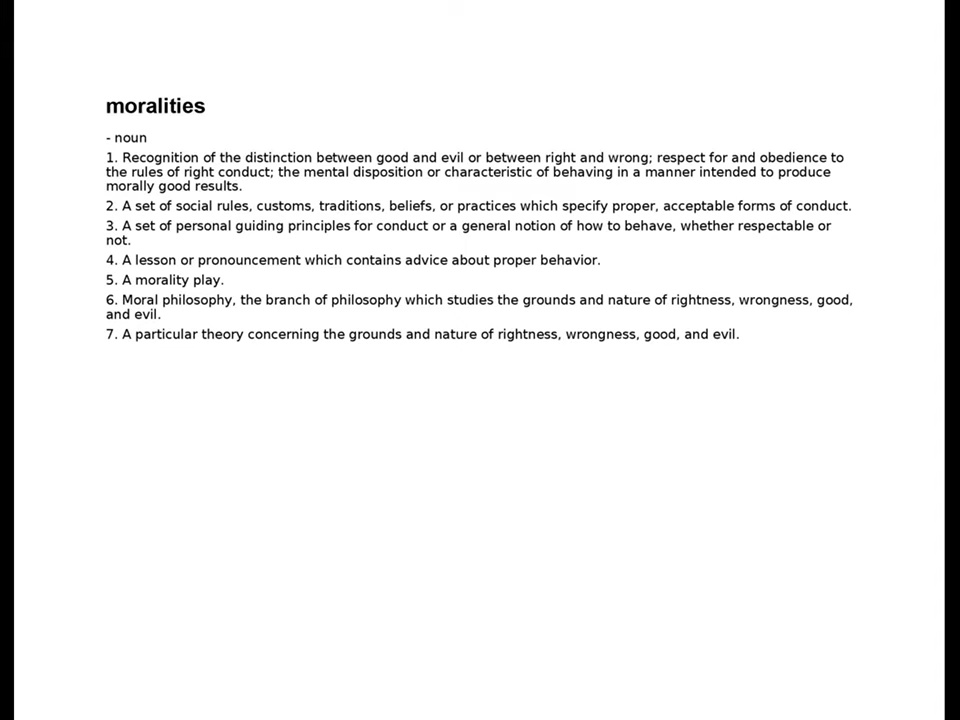 moralities
- noun
1. Recognition of the distinction between good and evil or between right and wrong; respect for and obedience to
the rules of right conduct; the mental disposition or characteristic of behaving in a manner intended to produce
morally good results.
2. A set of social rules, customs, traditions, beliefs, or practices which specify proper, acceptable forms of conduct.
3. A set of personal guiding principles for conduct or a general notion of how to behave, whether respectable or
not.
4. A lesson or pronouncement which contains advice about proper behavior.
5. A morality play.
6. Moral philosophy, the branch of philosophy which studies the grounds and nature of rightness, wrongness, good,
and evil.
7. A particular theory concerning the grounds and nature of rightness, wrongness, good, and evil.